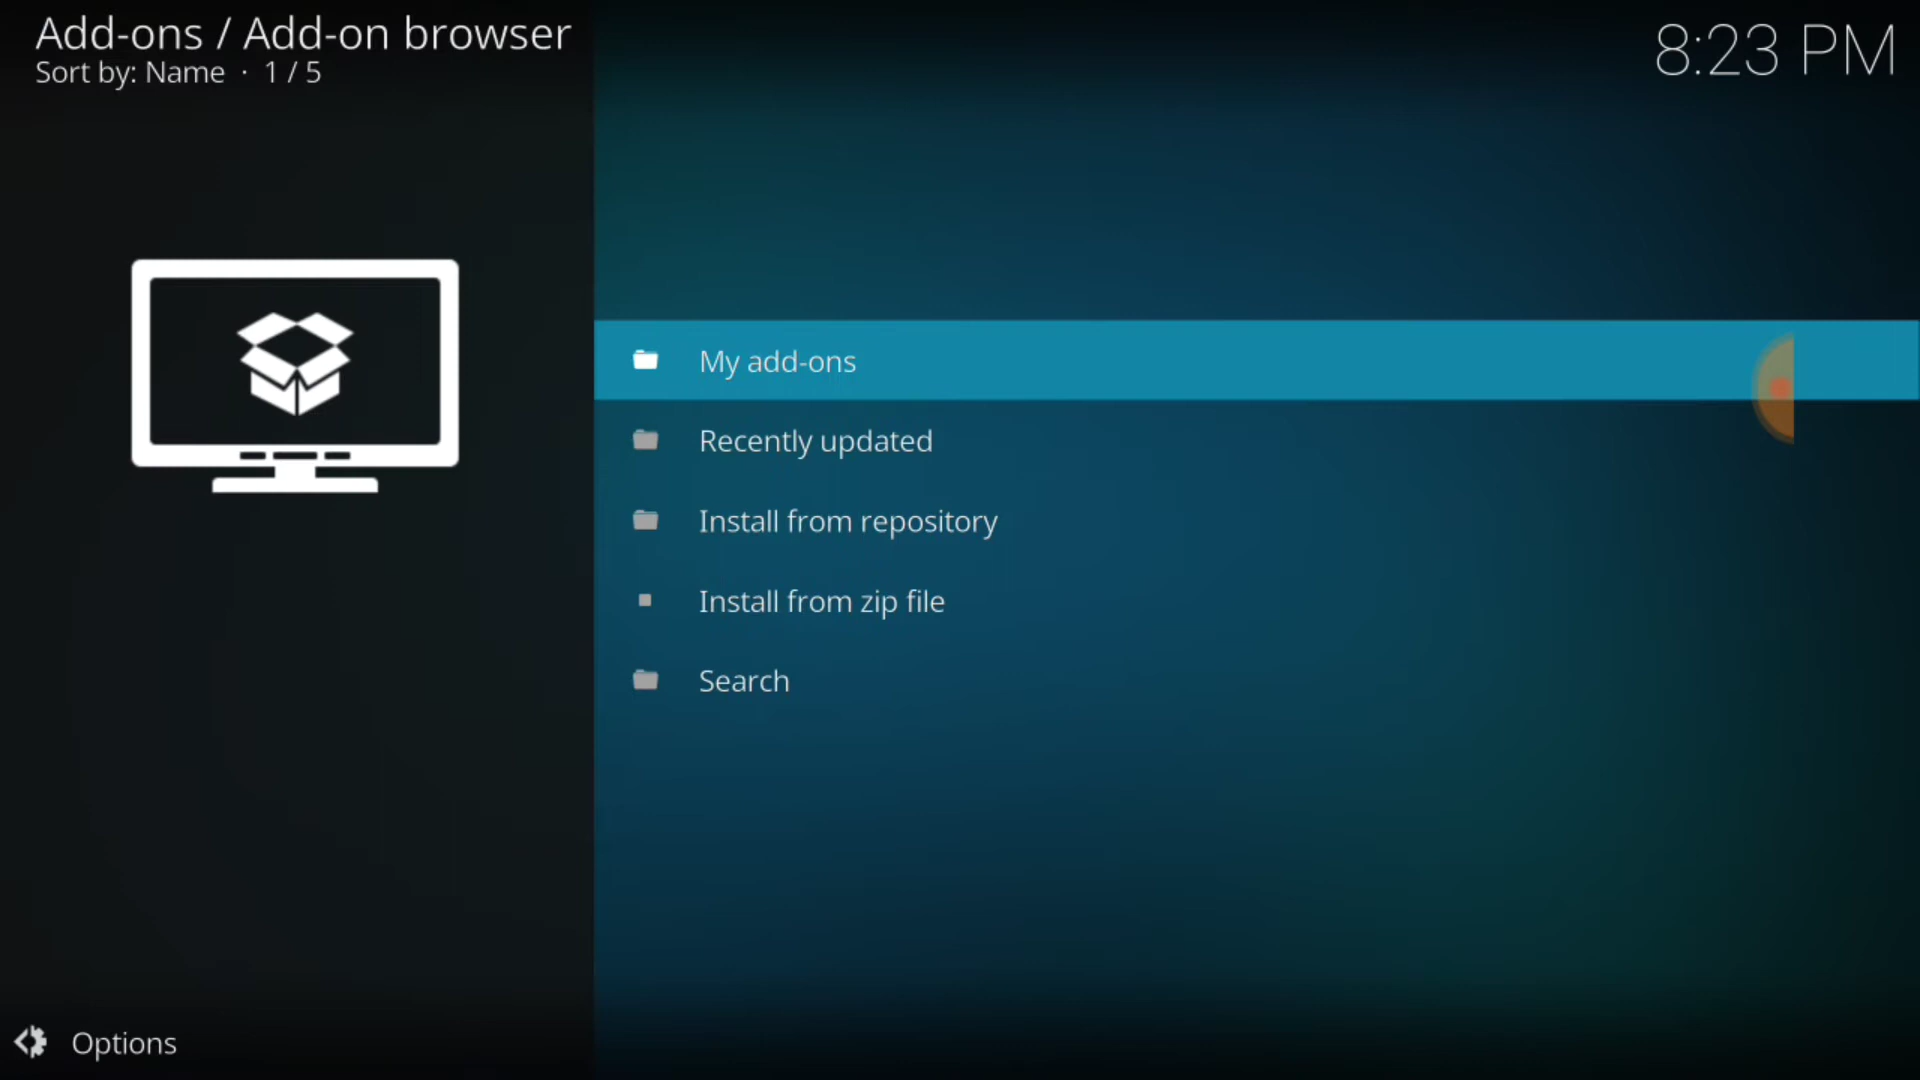 Add-ons / Add-on browser
Sort by: Name · 1 / 5
8:23 PM
My add-ons
Recently updated
Install from repository
Install from zip file
Search
Options